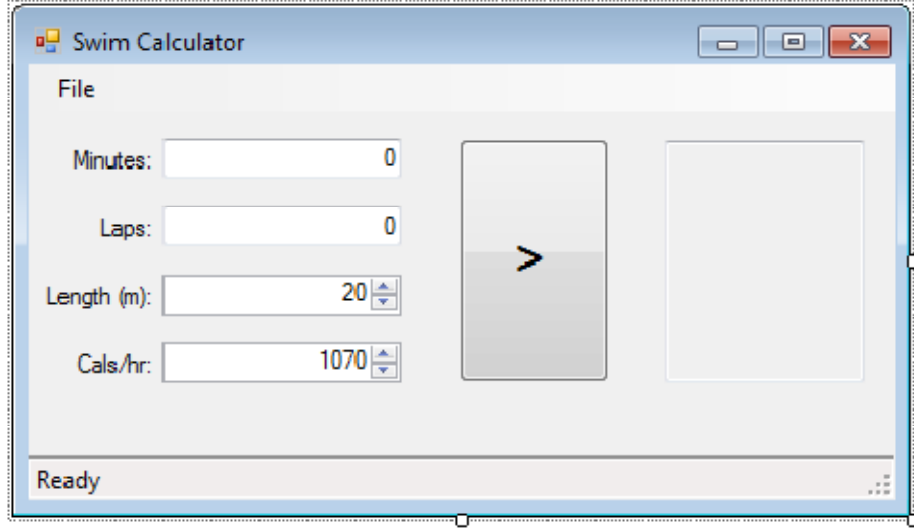 Swim Calculator
File
Minutes: 0
Laps: 0
Length (m): 20
Cals/hr: 1070
>
Ready